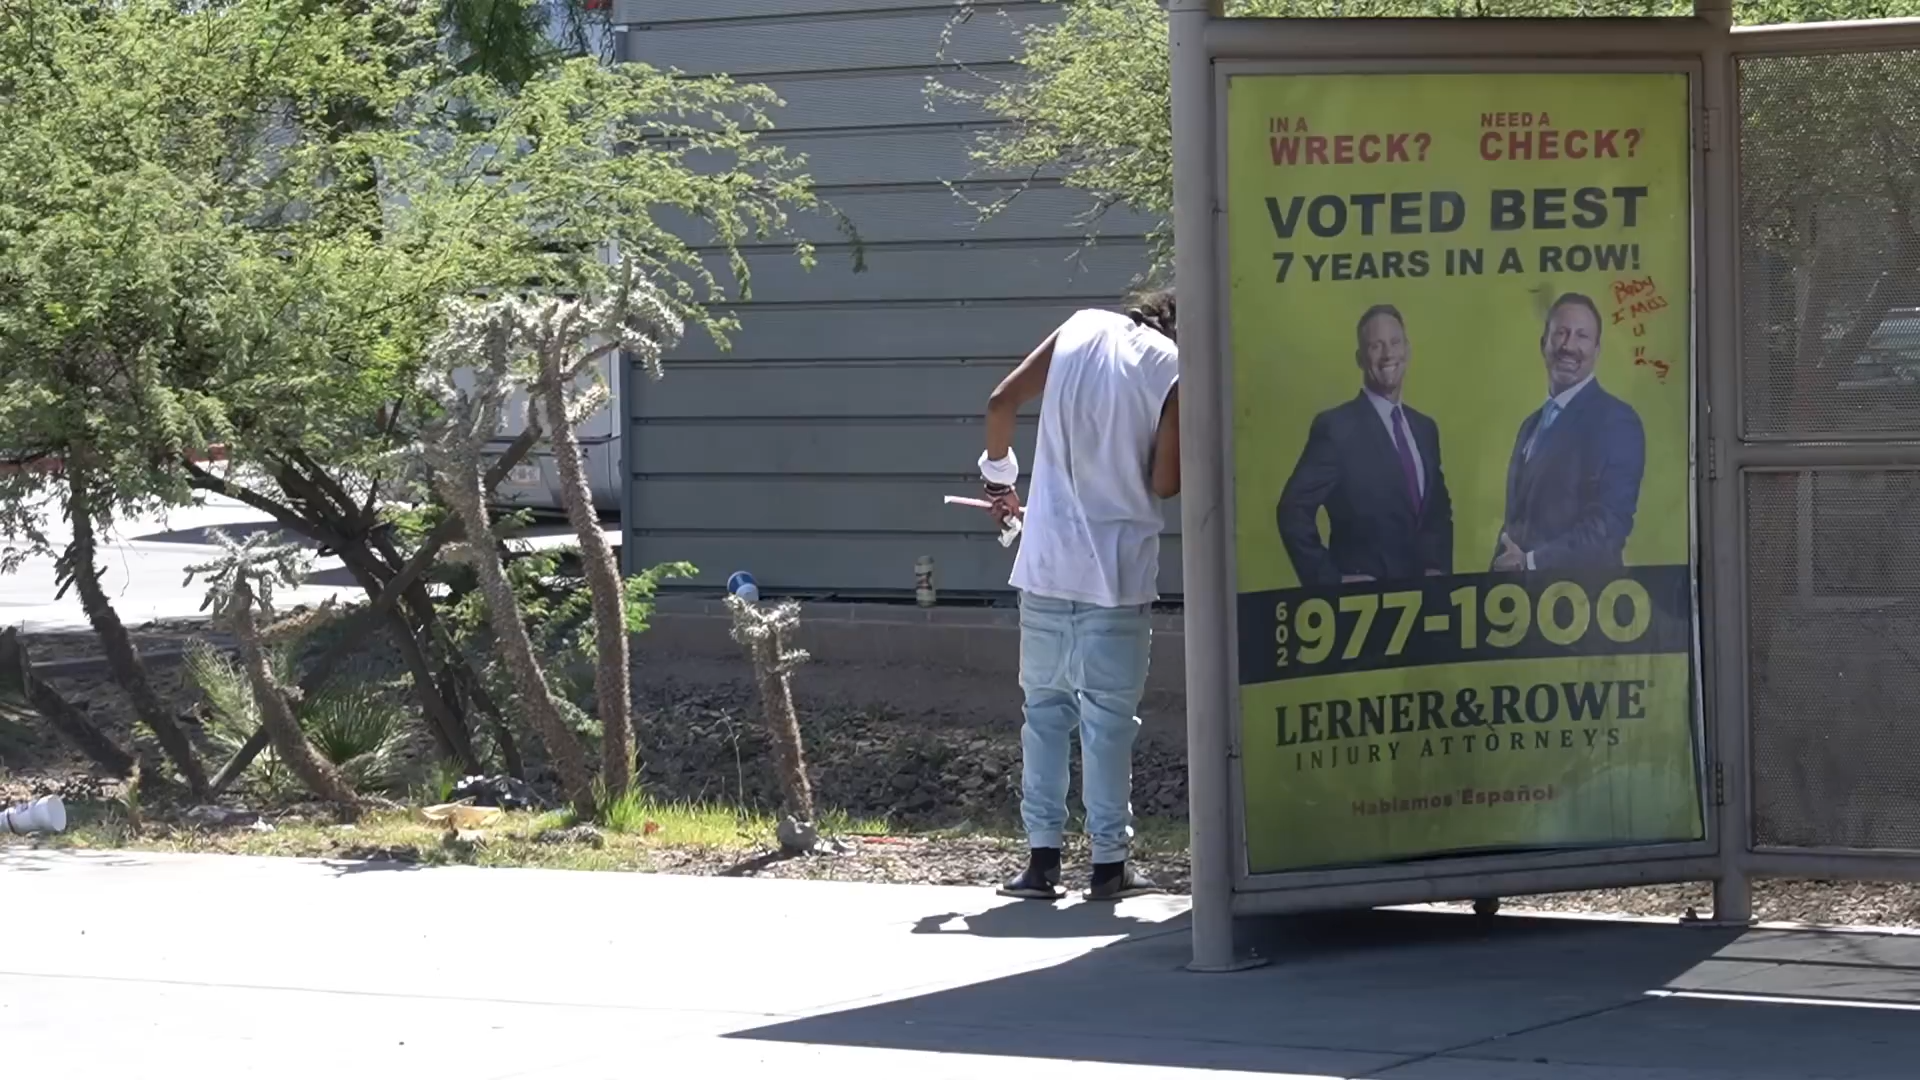 IN A
WRECK?
NEED A
CHECK?
VOTED BEST
7 YEARS IN A ROW!
BABY
I MISS
U
602
977-1900
LERNER&ROWE
INJURY ATTORNEYS
Hablamos Español